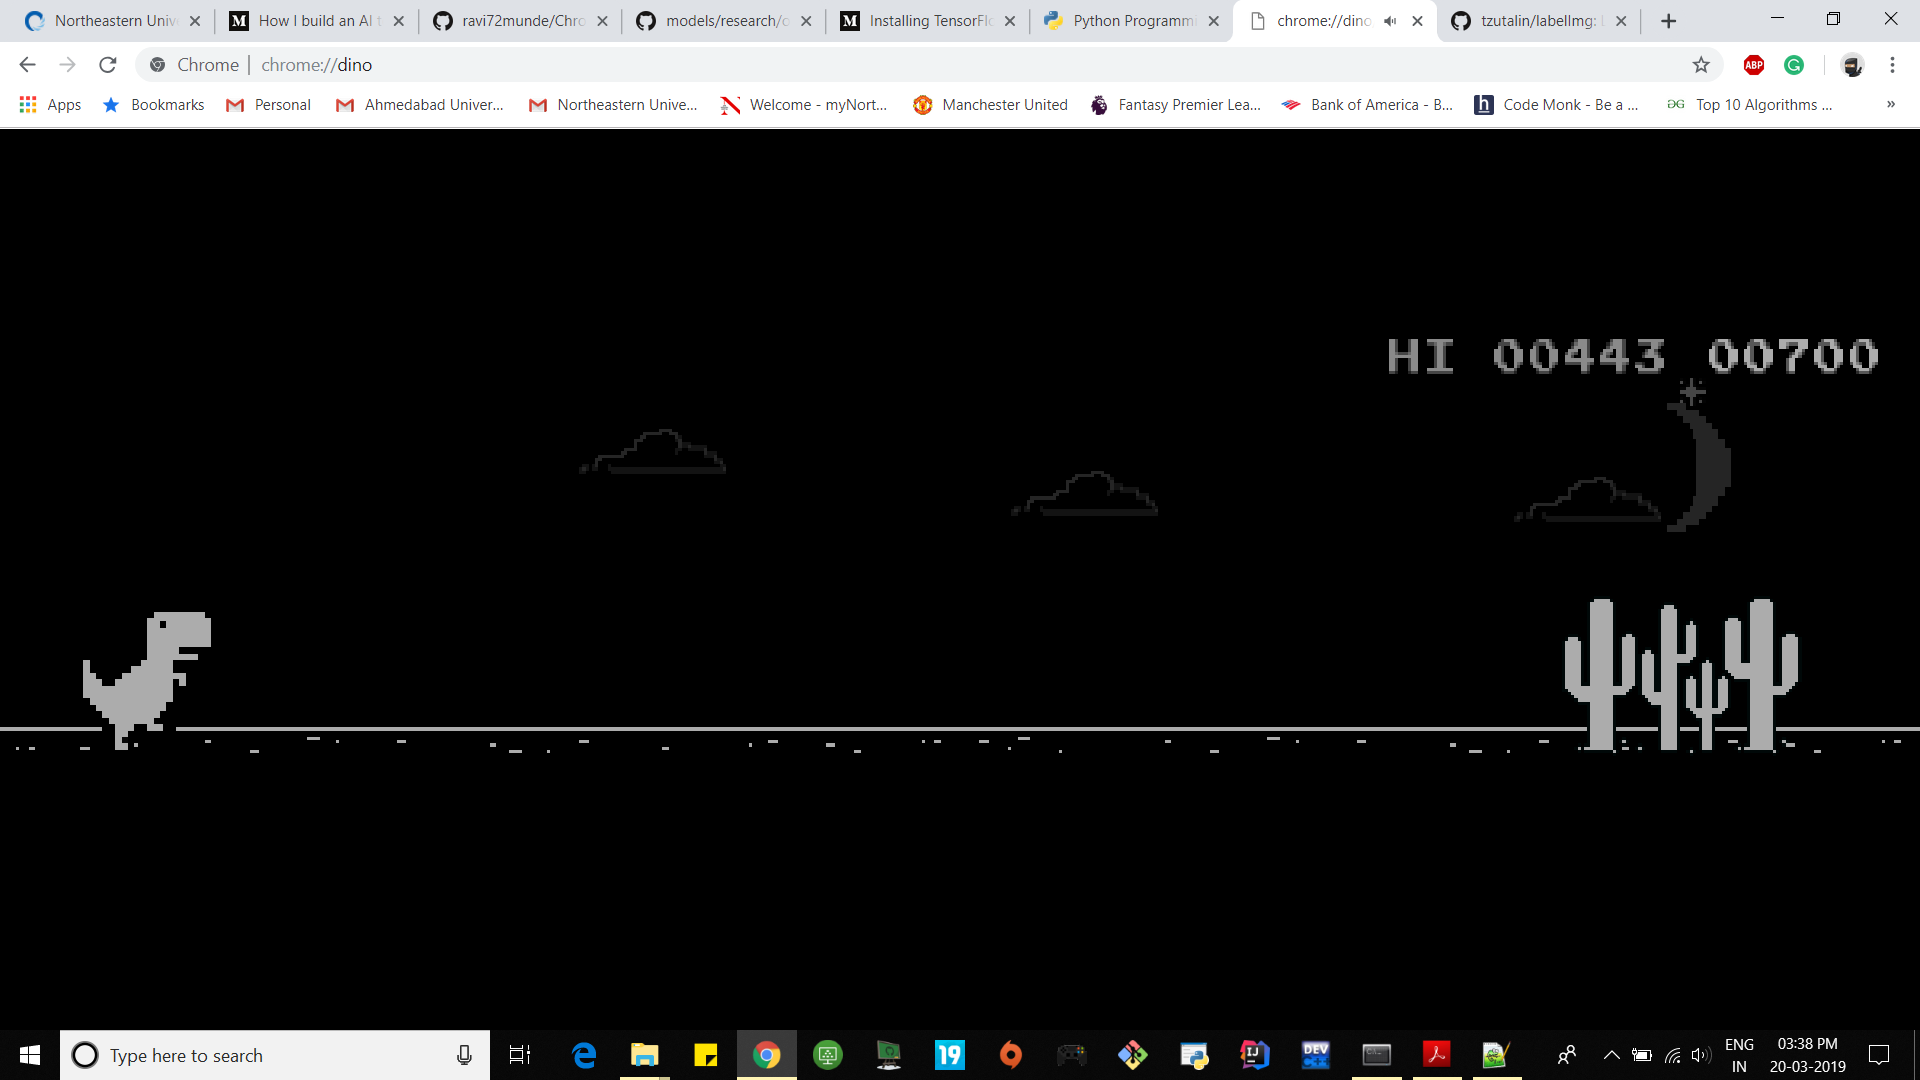 Northeastern Univ
How I build an AI t
ravi72munde/Chro
models/research/o
Installing TensorFlo
Python Programmi
chrome://dino
tzutalin/labelImg: L
Chrome | chrome://dino
ABP
Apps
Bookmarks
Personal
Ahmedabad Univer...
Northeastern Unive...
Welcome - myNort...
Manchester United
Fantasy Premier Lea...
Bank of America - B...
Code Monk - Be a ...
Top 10 Algorithms ...
»
HI 00443 00700
Type here to search
19
DEV
ENG
IN
03:38 PM
20-03-2019